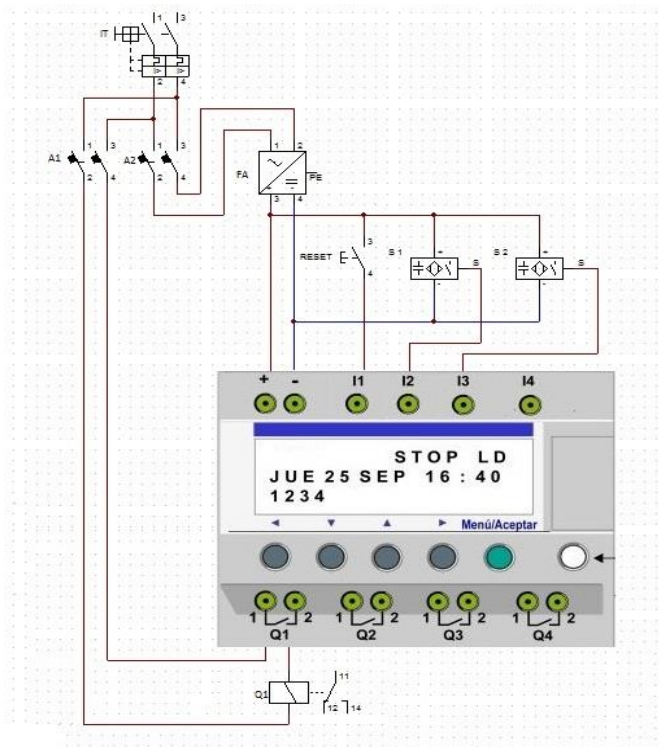 1 3
IT
2 4
A1 1 3 A2 1 3
2 4 2 4
1 2
FA PE
+
3 4
RESET 3
4
S 1 + S
-
S 2 + S
-
+ - I1 I2 I3 I4
STOP LD
JUE 25 SEP 16 : 40
1234
Menú/Aceptar
1 2 1 2 1 2 1 2
Q1 Q2 Q3 Q4
Q1
11
12 14